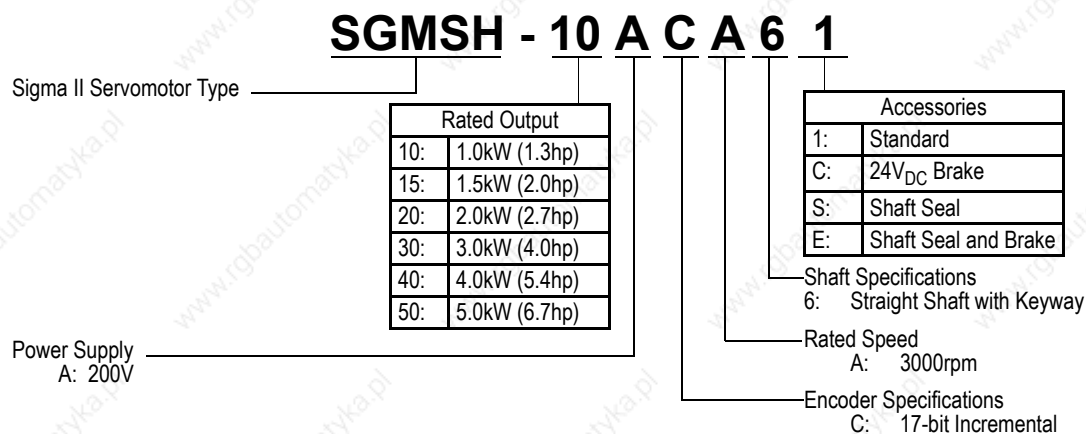 SGMSH - 10 A C A 6 1
Sigma II Servomotor Type
Rated Output
10: 1.0kW (1.3hp)
15: 1.5kW (2.0hp)
20: 2.0kW (2.7hp)
30: 3.0kW (4.0hp)
40: 4.0kW (5.4hp)
50: 5.0kW (6.7hp)
Accessories
1: Standard
C: 24VDC Brake
S: Shaft Seal
E: Shaft Seal and Brake
Shaft Specifications
6: Straight Shaft with Keyway
Power Supply
A: 200V
Rated Speed
A: 3000rpm
Encoder Specifications
C: 17-bit Incremental
www.rgbautomatyka.pl